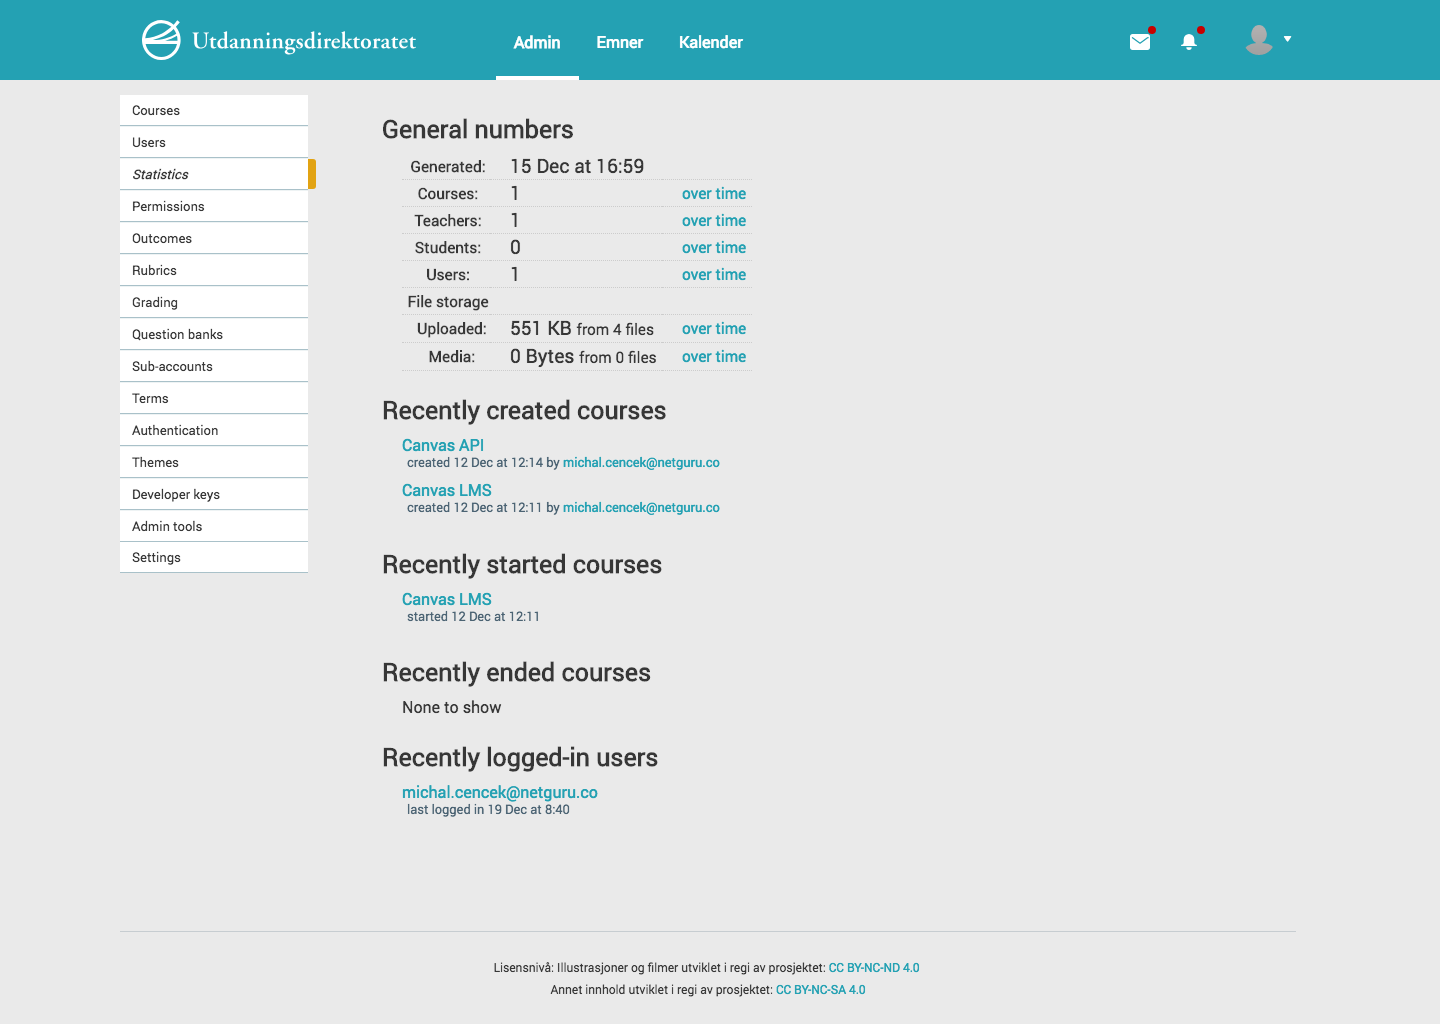 Utdanningsdirektoratet
Admin
Emner
Kalender
Courses
Users
Statistics
Permissions
Outcomes
Rubrics
Grading
Question banks
Sub-accounts
Terms
Authentication
Themes
Developer keys
Admin tools
Settings
General numbers
Generated: 15 Dec at 16:59
Courses: 1 over time
Teachers: 1 over time
Students: 0 over time
Users: 1 over time
File storage
Uploaded: 551 KB from 4 files over time
Media: 0 Bytes from 0 files over time
Recently created courses
Canvas API
created 12 Dec at 12:14 by michal.cencek@netguru.co
Canvas LMS
created 12 Dec at 12:11 by michal.cencek@netguru.co
Recently started courses
Canvas LMS
started 12 Dec at 12:11
Recently ended courses
None to show
Recently logged-in users
michal.cencek@netguru.co
last logged in 19 Dec at 8:40
Lisensnivå: Illustrasjoner og filmer utviklet i regi av prosjektet: CC BY-NC-ND 4.0
Annet innhold utviklet i regi av prosjektet: CC BY-NC-SA 4.0